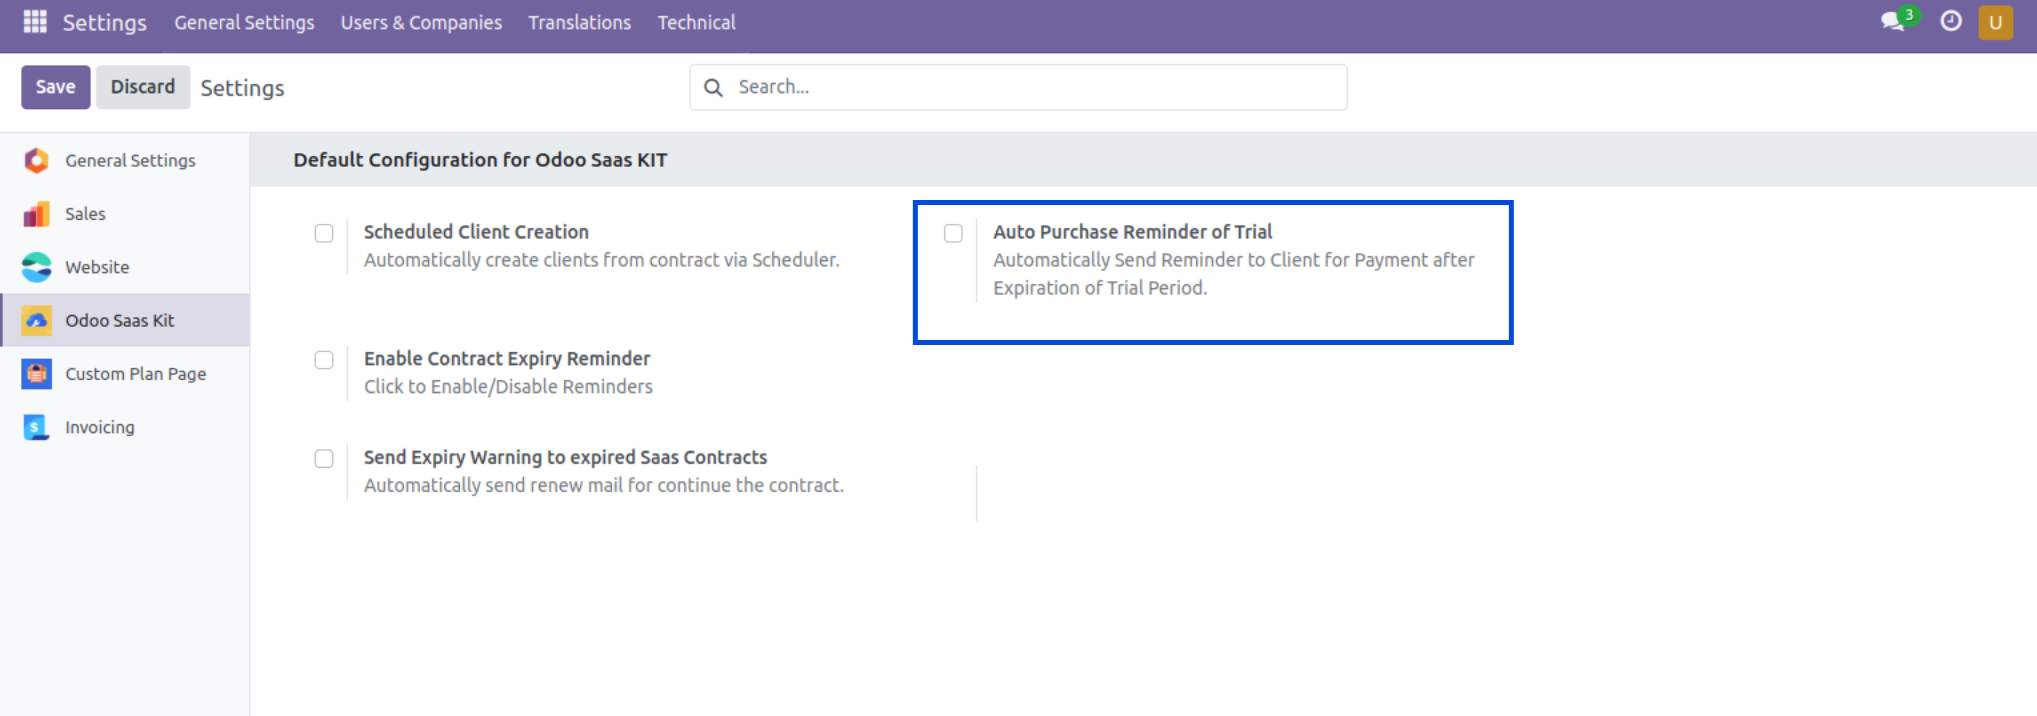 Settings General Settings Users & Companies Translations Technical 3 U
Save Discard Settings Search...
General Settings
Sales
Website
Odoo Saas Kit
Custom Plan Page
Invoicing
Default Configuration for Odoo Saas KIT
Scheduled Client Creation
Automatically create clients from contract via Scheduler.
Auto Purchase Reminder of Trial
Automatically Send Reminder to Client for Payment after
Expiration of Trial Period.
Enable Contract Expiry Reminder
Click to Enable/Disable Reminders
Send Expiry Warning to expired Saas Contracts
Automatically send renew mail for continue the contract.